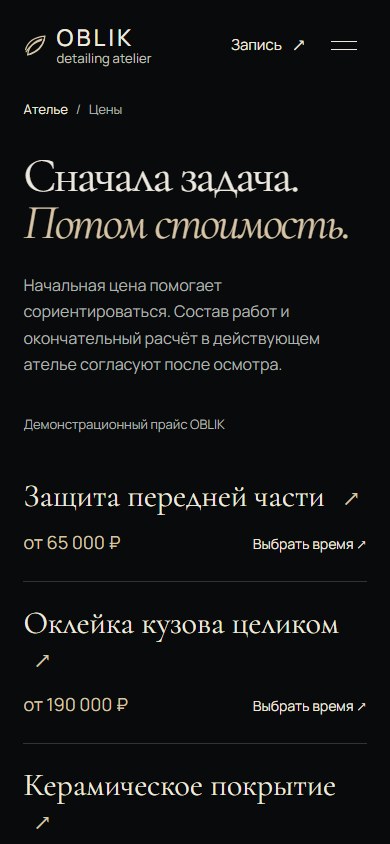 OBLIK
detailing atelier
Запись ↗
Ателье / Цены
Сначала задача.
Потом стоимость.
Начальная цена помогает
сориентироваться. Состав работ и
окончательный расчёт в действующем
ателье согласуют после осмотра.
Демонстрационный прайс OBLIK
Защита передней части ↗
от 65 000 ₽ Выбрать время ↗
Оклейка кузова целиком
↗
от 190 000 ₽ Выбрать время ↗
Керамическое покрытие
↗